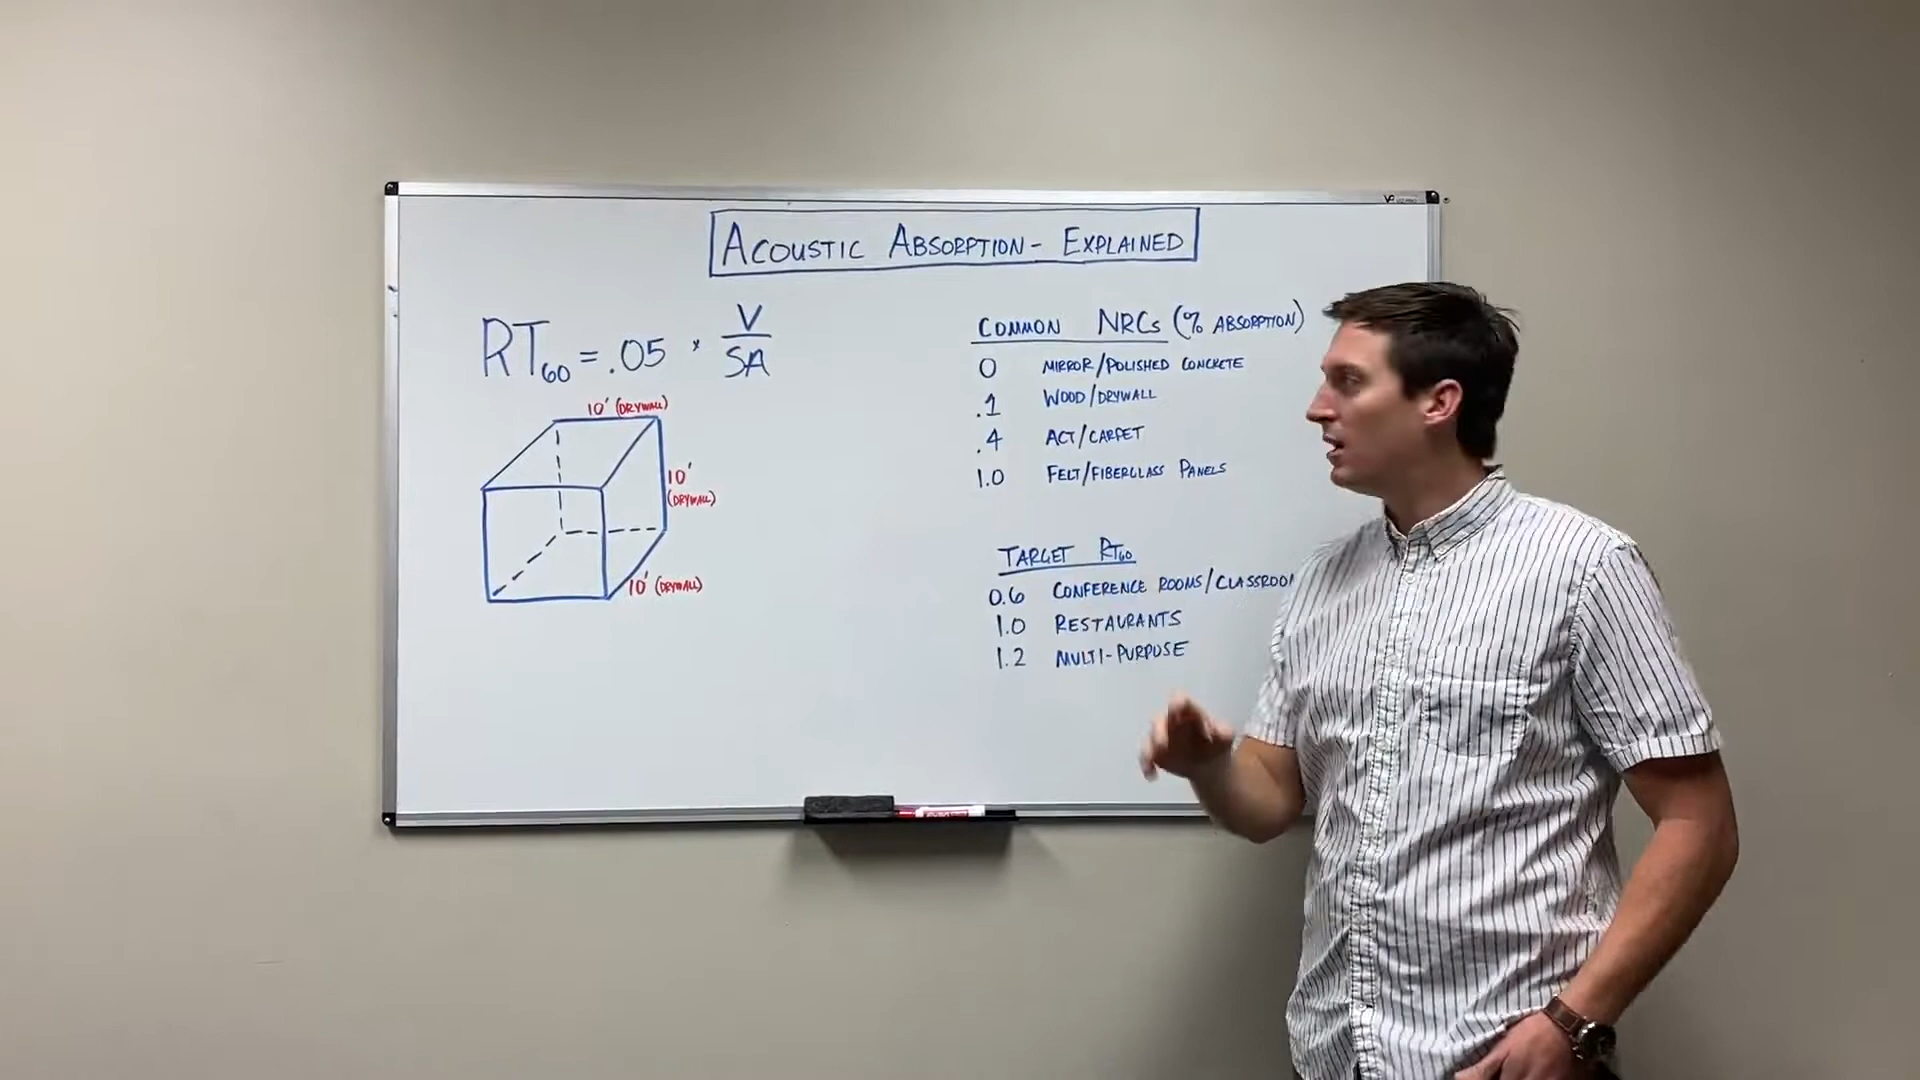 ACOUSTIC ABSORPTION - EXPLAINED
RT60 = .05 * V/SA
10' (DRYWALL)
10'
(DRYWALL)
10' (DRYWALL)
COMMON NRCs (% ABSORPTION)
0 MIRROR/POLISHED CONCRETE
.1 WOOD/DRYWALL
.4 ACT/CARPET
1.0 FELT/FIBERGLASS PANELS
TARGET RT60
0.6 CONFERENCE ROOMS/CLASSROOM
1.0 RESTAURANTS
1.2 MULTI-PURPOSE